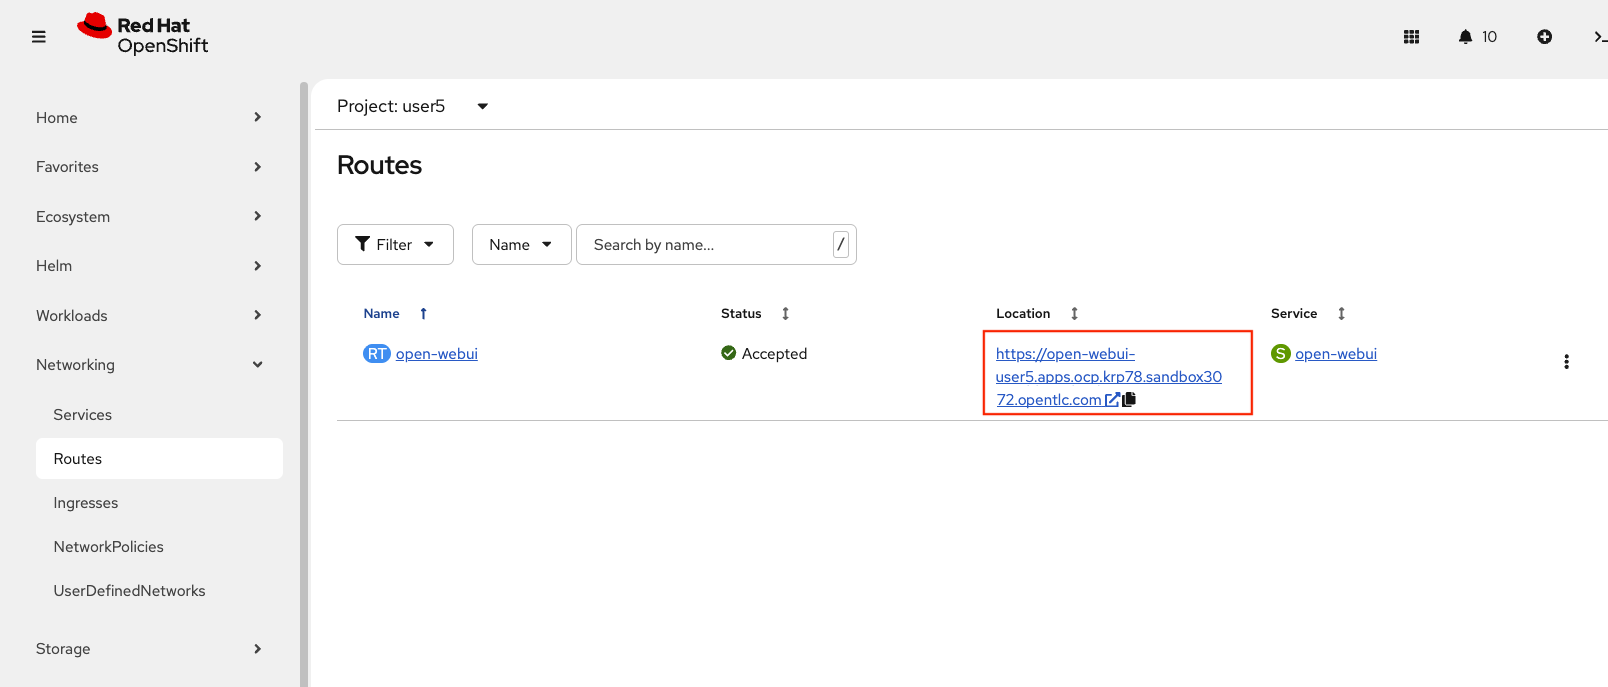 Red Hat
OpenShift
10
Home
Favorites
Ecosystem
Helm
Workloads
Networking
Services
Routes
Ingresses
NetworkPolicies
UserDefinedNetworks
Storage
Project: user5
Routes
Filter
Name
Search by name...
/
Name
Status
Location
Service
RT open-webui
Accepted
https://open-webui-
user5.apps.ocp.krp78.sandbox30
72.opentlc.com
S open-webui